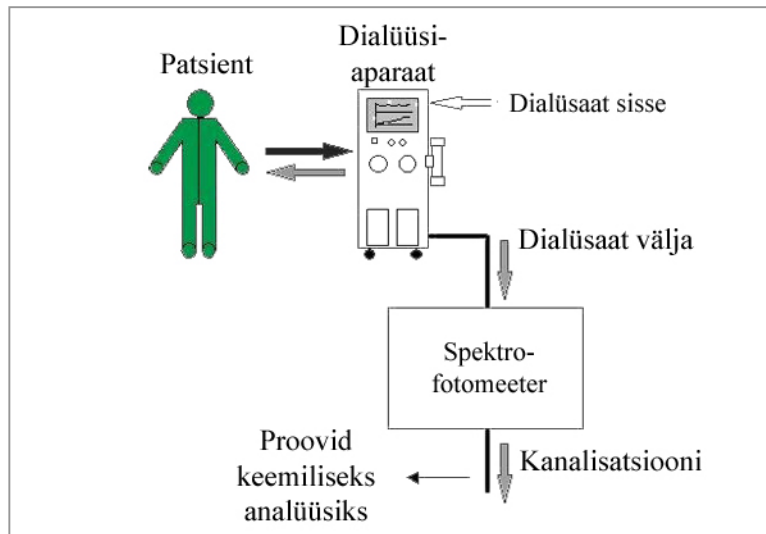 Patsient
Dialüüsi-
aparaat
Dialüsaat sisse
Dialüsaat välja
Spektro-
fotomeeter
Kanalisatsiooni
Proovid
keemiliseks
analüüsiks